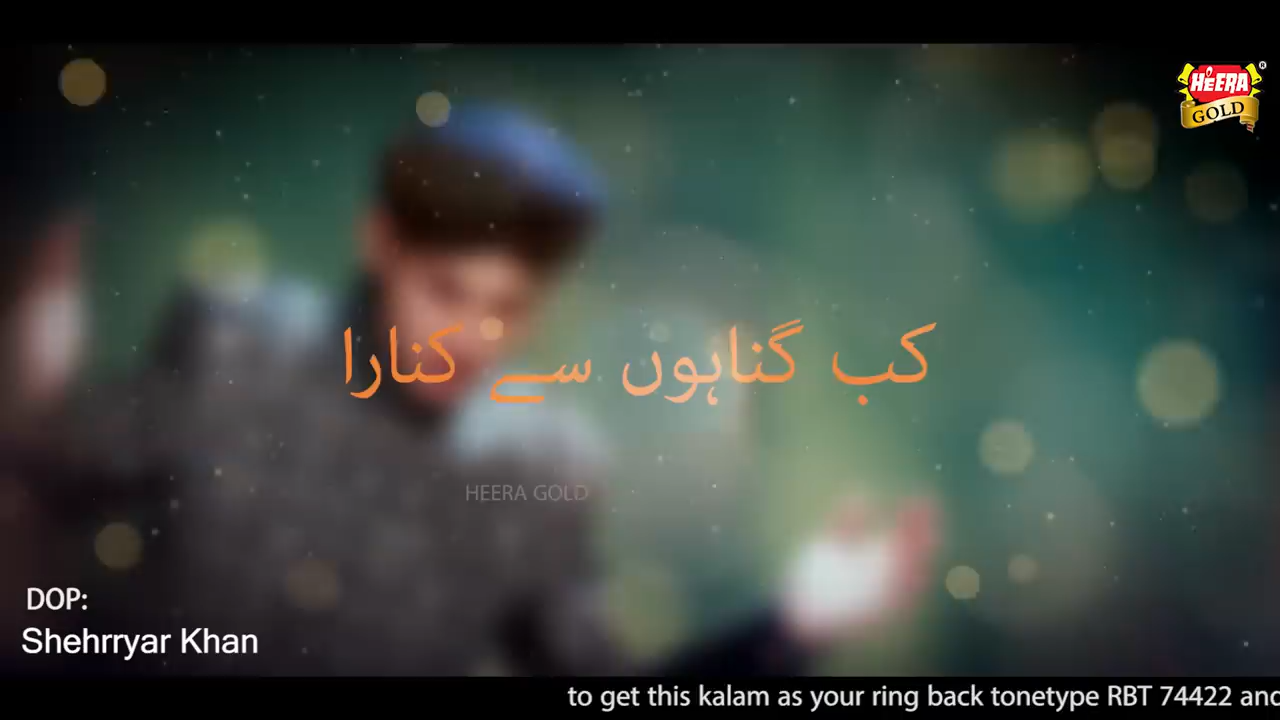 HEERA
GOLD
کب گناہوں سے کنارا
HEERA GOLD
DOP:
Shehrryar Khan
to get this kalam as your ring back tonetype RBT 74422 and